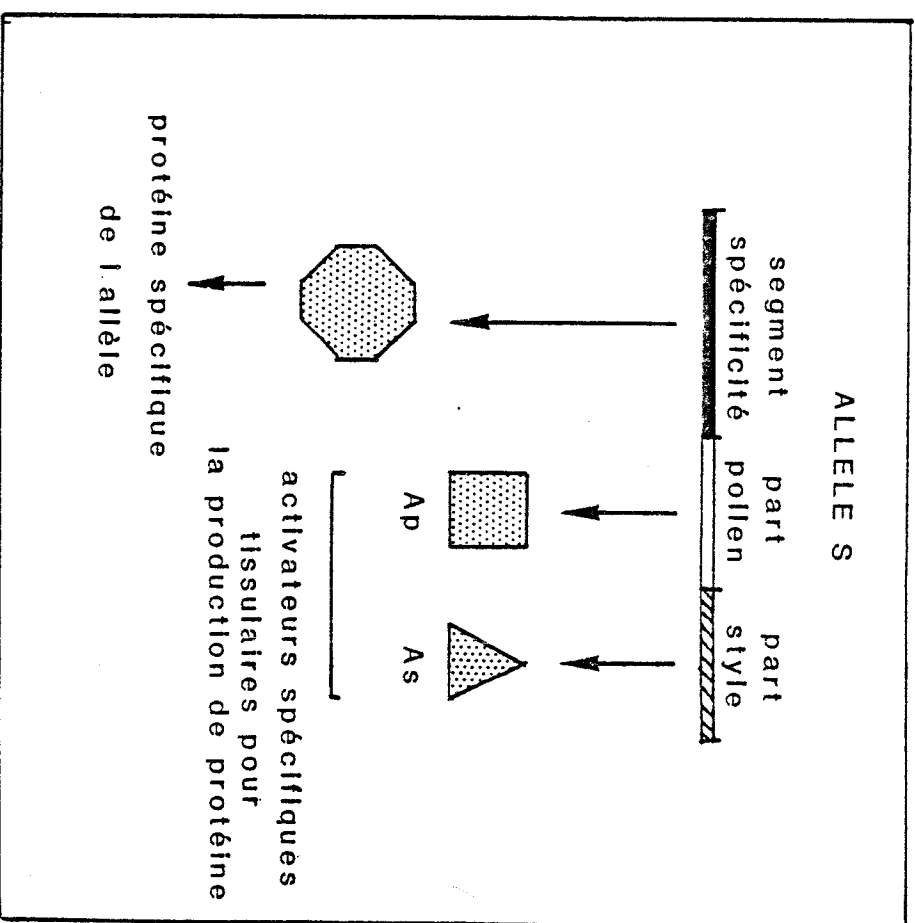 ALLELE S
segment
spécificité
part
pollen
part
style
Ap
As
protéine spécifique
de l'allèle
activateurs spécifiques
tissulaires pour
la production de protéine